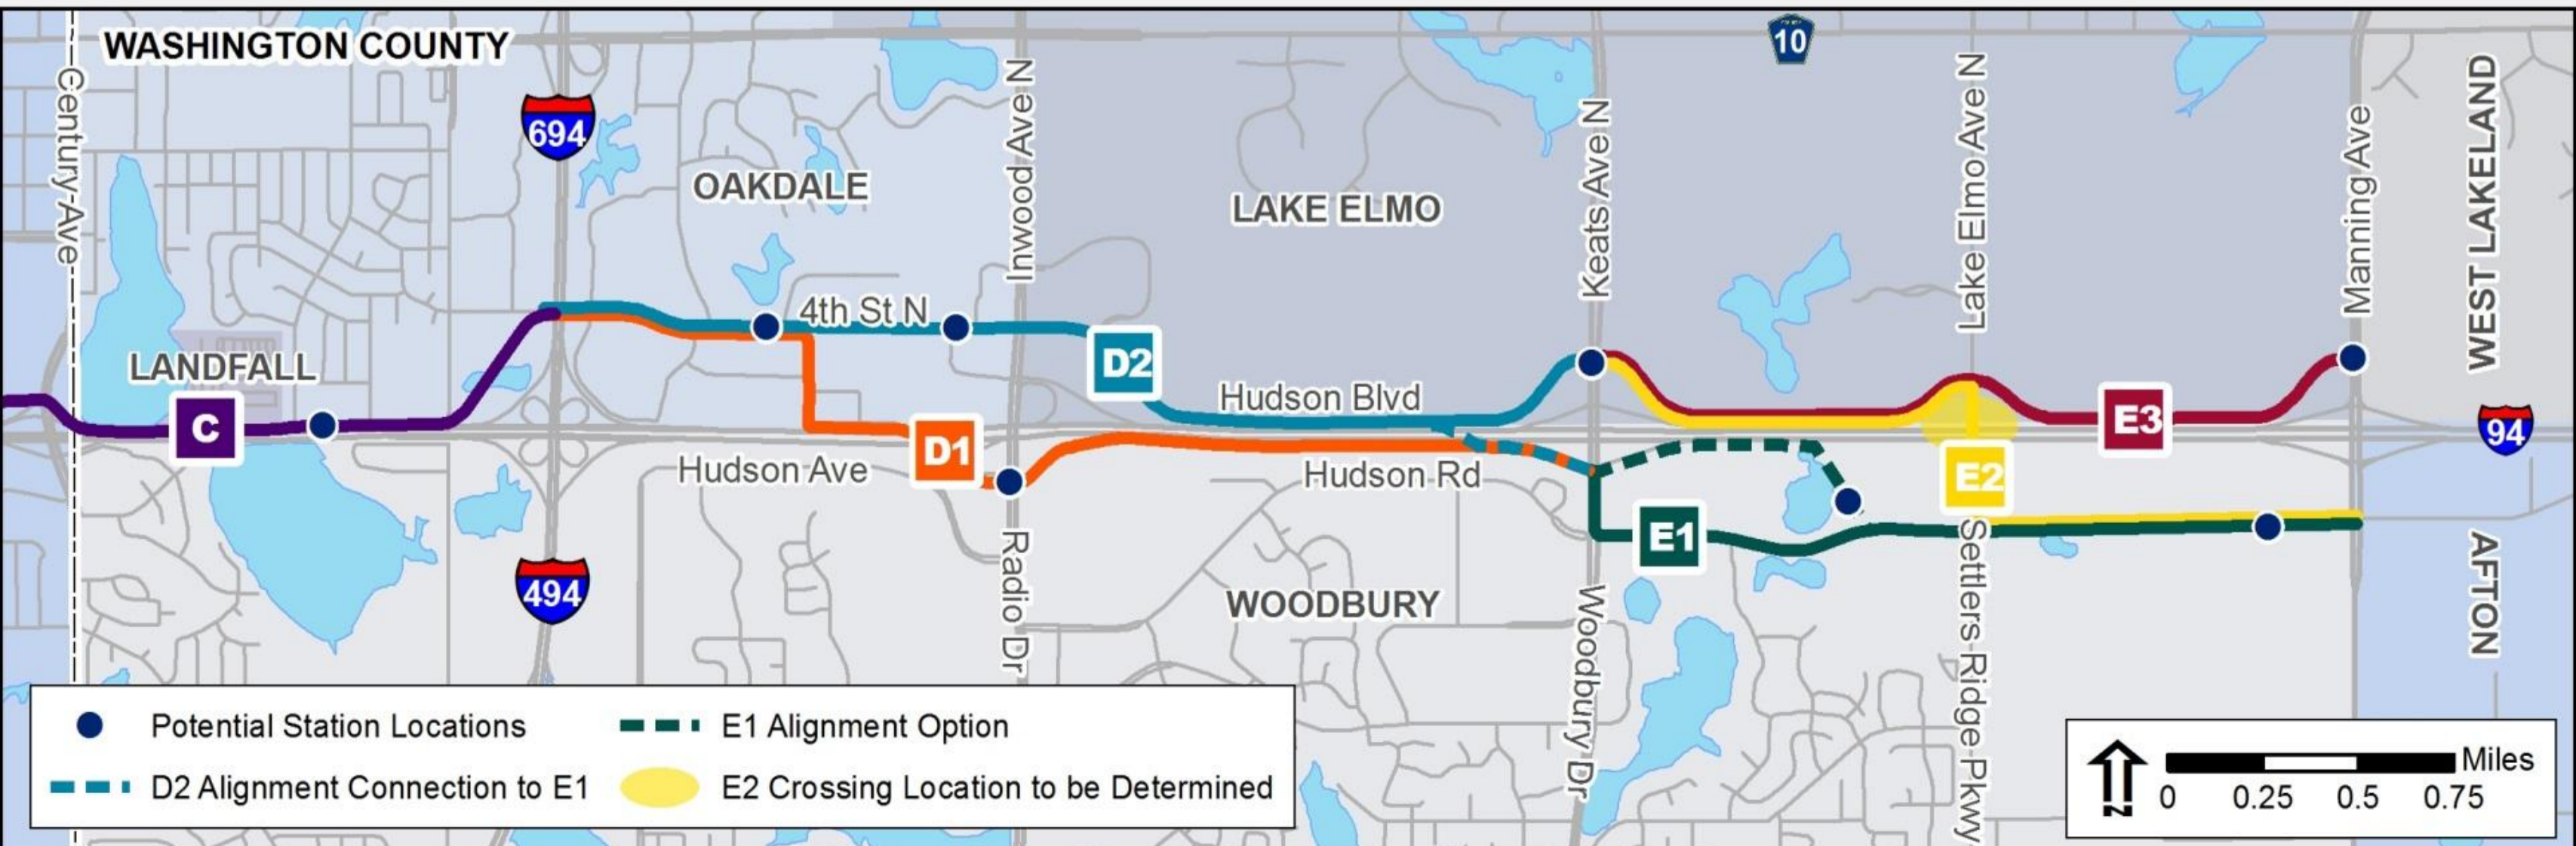 WASHINGTON COUNTY
10
Century Ave
694
Inwood Ave N
Keats Ave N
Lake Elmo Ave N
Manning Ave
WEST LAKELAND
OAKDALE
LAKE ELMO
4th St N
LANDFALL
D2
Hudson Blvd
C
D1
E3
94
Hudson Ave
Hudson Rd
E2
E1
494
Radio Dr
WOODBURY
Woodbury Dr
Settlers Ridge Pkwy
AFTON
Potential Station Locations
E1 Alignment Option
D2 Alignment Connection to E1
E2 Crossing Location to be Determined
N
Miles
0 0.25 0.5 0.75